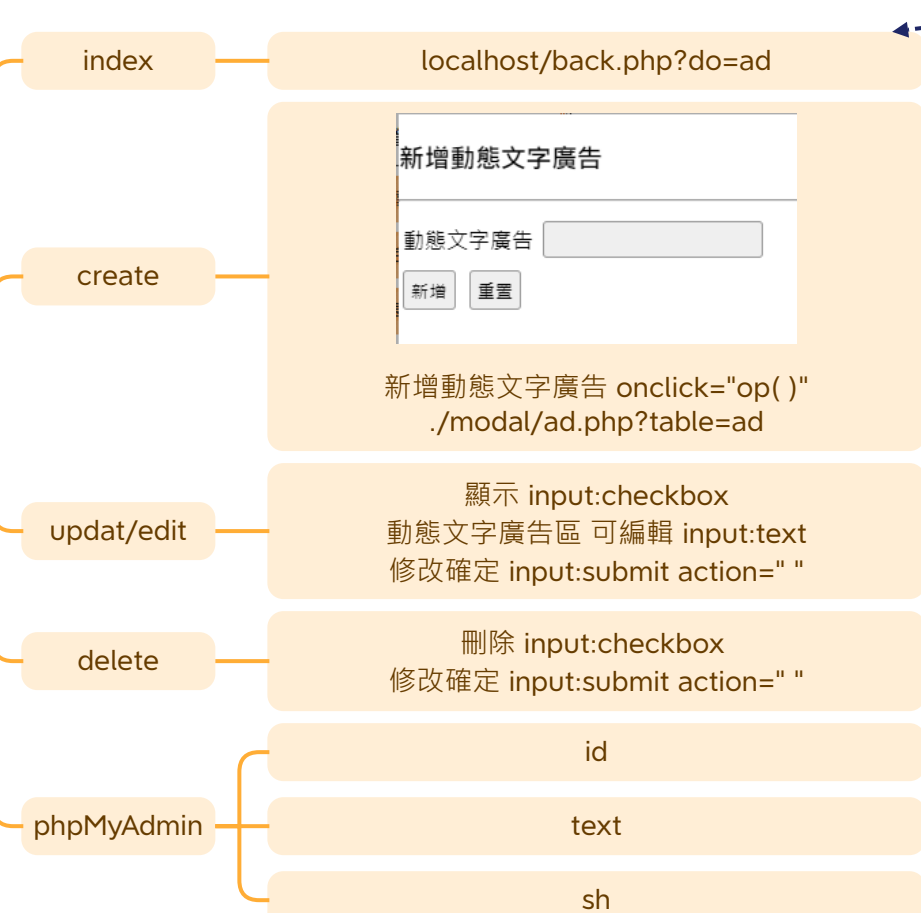 index
localhost/back.php?do=ad
create
新增動態文字廣告
動態文字廣告
新增 重置
新增動態文字廣告 onclick="op( )"
./modal/ad.php?table=ad
updat/edit
顯示 input:checkbox
動態文字廣告區 可編輯 input:text
修改確定 input:submit action=" "
delete
刪除 input:checkbox
修改確定 input:submit action=" "
phpMyAdmin
id
text
sh